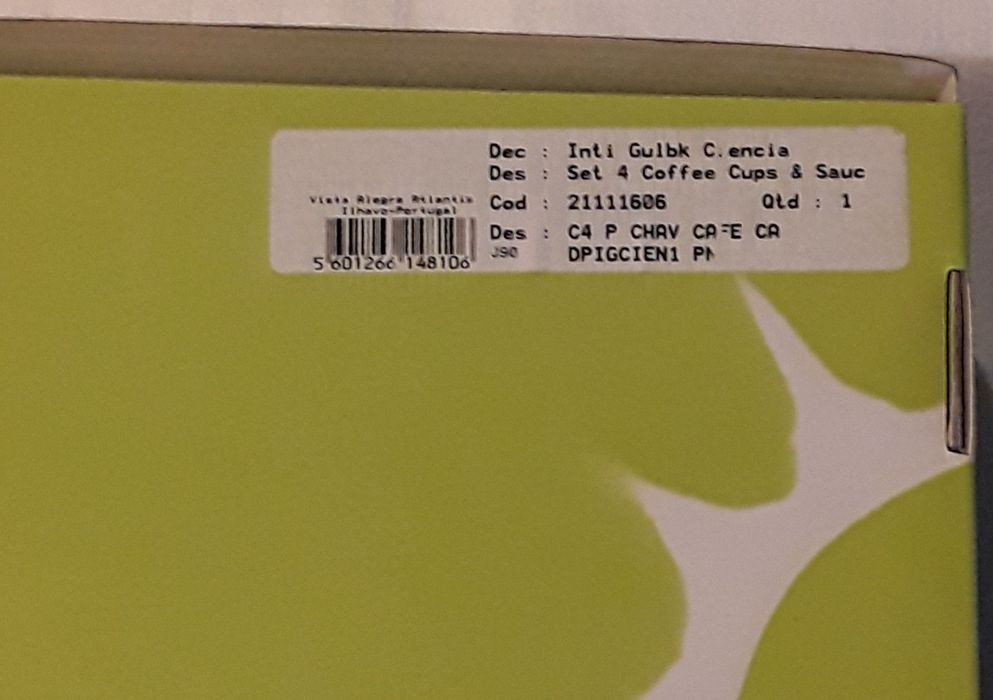 Dec : Inti Gulbk C.encia
Des : Set 4 Coffee Cups & Sauc
Vista Alegre Atlantis
Ilhavo-Portugal
Cod : 21111606 Qtd : 1
Des : C4 P CHAV CAFE CA
J90 DPIGCIEN1
5 601266 148106